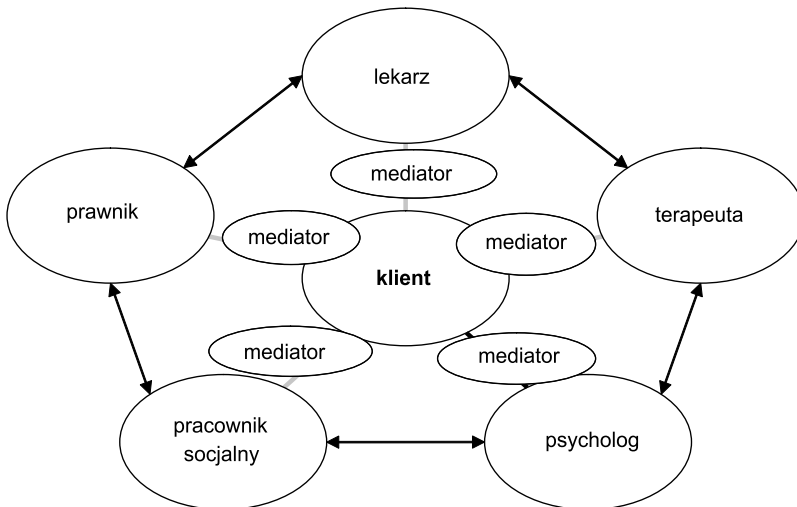 lekarz
mediator
prawnik
terapeuta
mediator
mediator
klient
mediator
mediator
pracownik
socjalny
psycholog